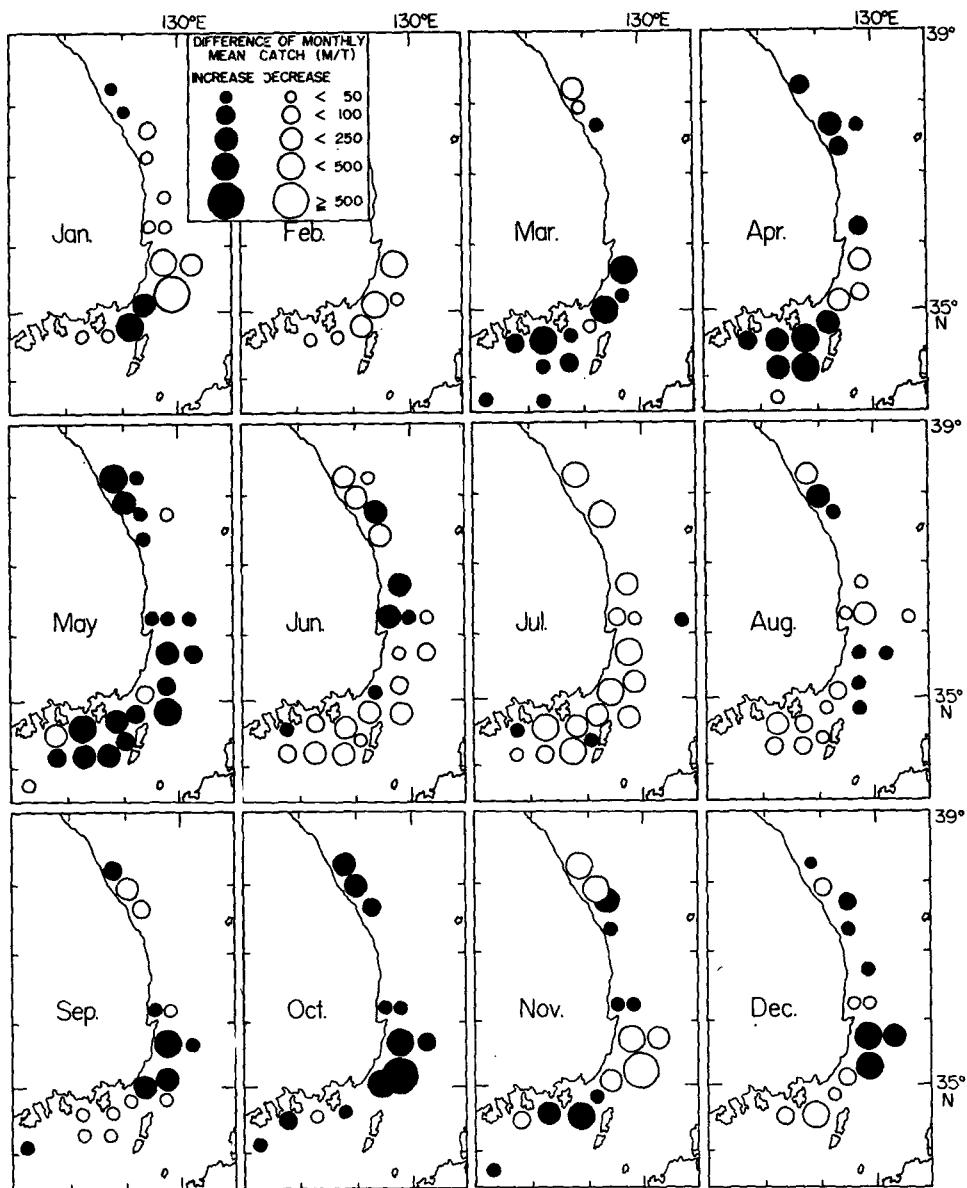 130°E 130°E 130°E 130°E
39°
DIFFERENCE OF MONTHLY
MEAN CATCH (M/T)
INCREASE DECREASE
< 50
< 100
< 250
< 500
≥ 500
Jan. Feb. Mar. Apr.
35°
N
39°
May Jun. Jul. Aug.
35°
N
39°
Sep. Oct. Nov. Dec.
35°
N